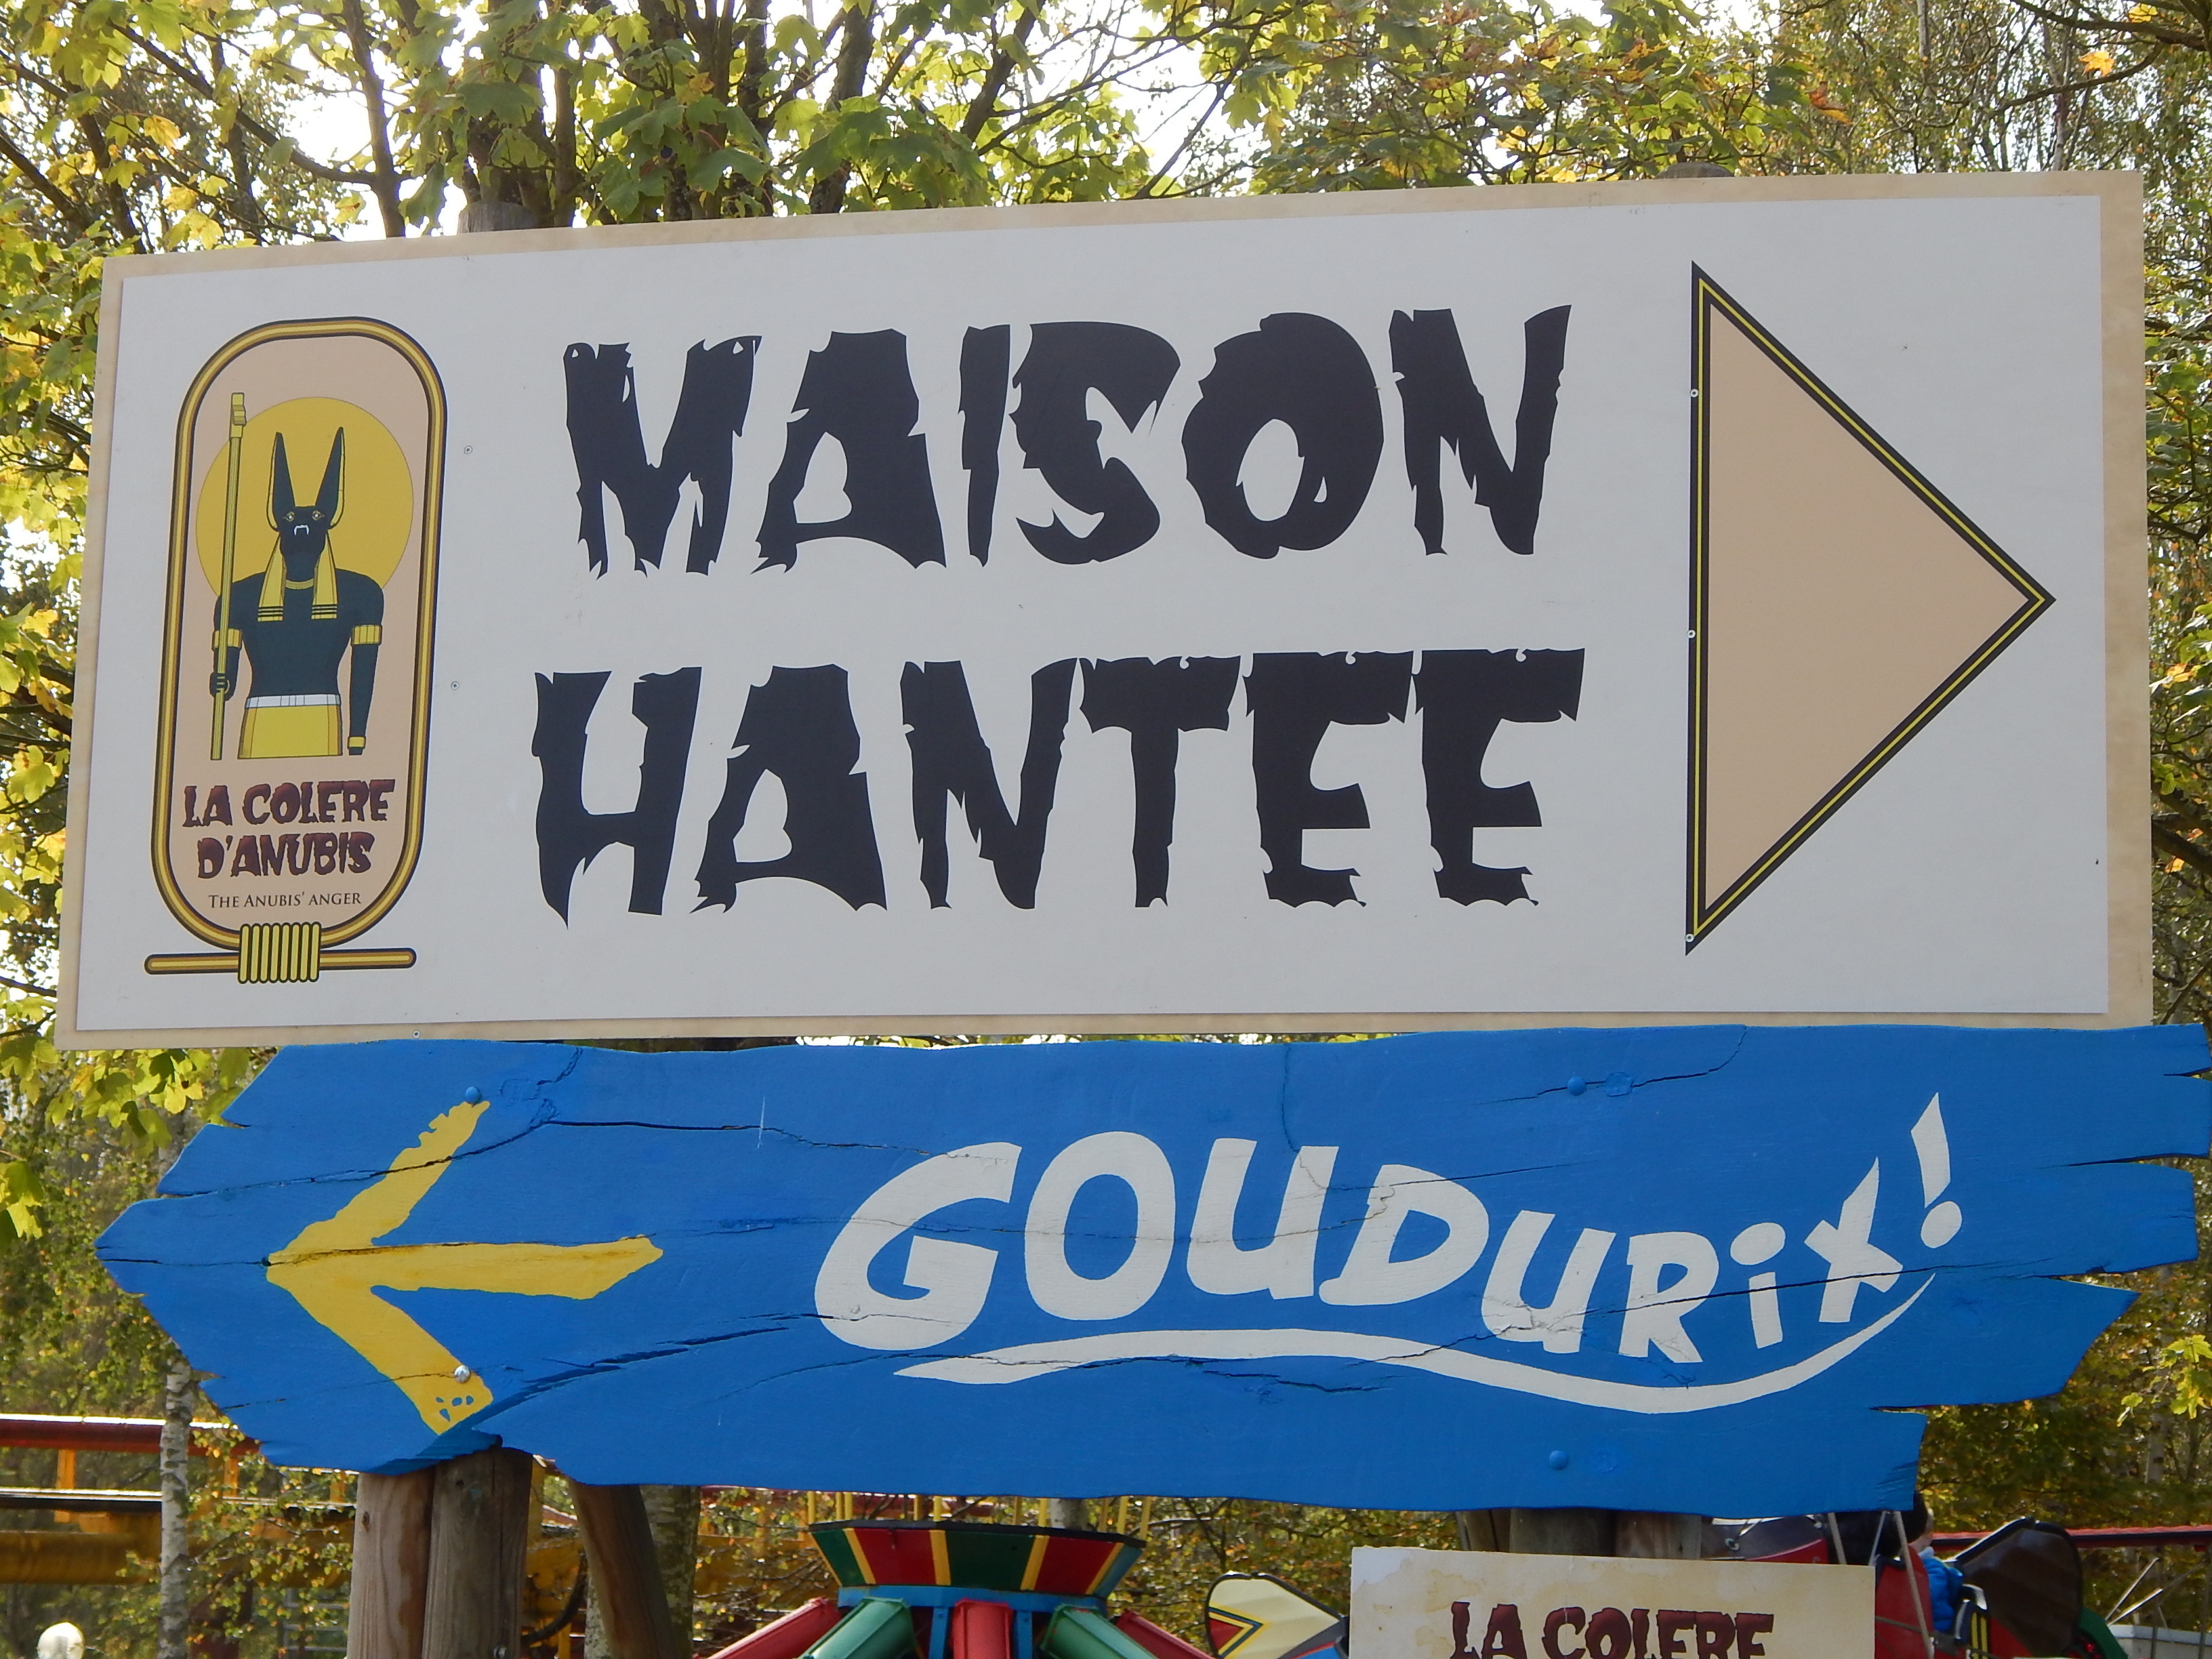 MAISON
HANTEE
LA COLERE
D'ANUBIS
THE ANUBIS' ANGER
GOUDURiX!
LA COLERE